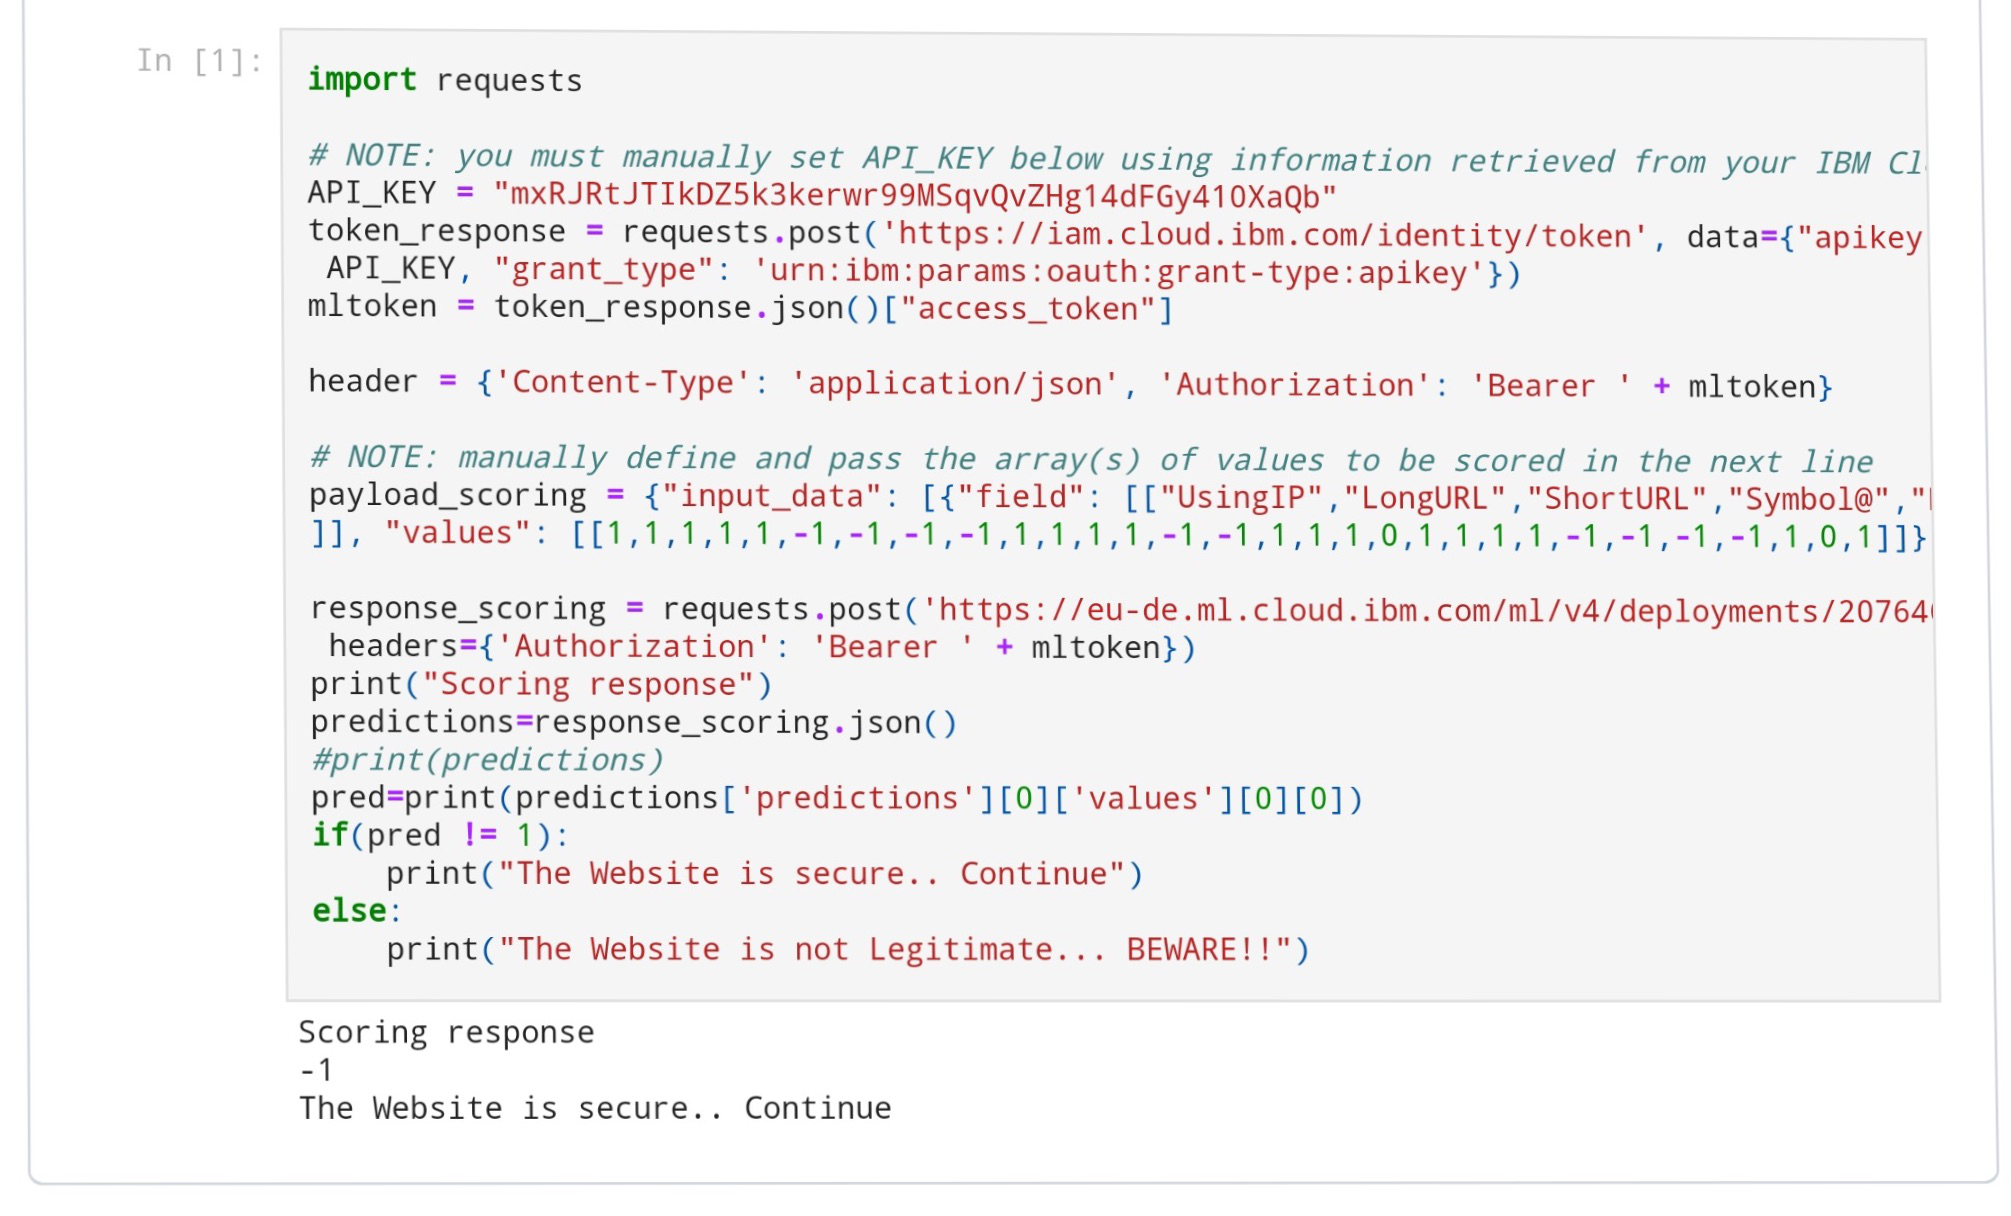 In [1]:
import requests
# NOTE: you must manually set API_KEY below using information retrieved from your IBM Cl
API_KEY = "mxRJRtJTIkDZ5k3kerwr99MSqvQvZHg14dFGy410XaQb"
token_response = requests.post('https://iam.cloud.ibm.com/identity/token', data={"apikey
API_KEY, "grant_type": 'urn:ibm:params:oauth:grant-type:apikey'})
mltoken = token_response.json()["access_token"]
header = {'Content-Type': 'application/json', 'Authorization': 'Bearer ' + mltoken}
# NOTE: manually define and pass the array(s) of values to be scored in the next line
payload_scoring = {"input_data": [{"field": [["UsingIP","LongURL","ShortURL","Symbol@","
]], "values": [[1,1,1,1,1,-1,-1,-1,-1,1,1,1,1,-1,-1,1,1,1,0,1,1,1,1,-1,-1,-1,-1,1,0,1]]}
response_scoring = requests.post('https://eu-de.ml.cloud.ibm.com/ml/v4/deployments/20764
headers={'Authorization': 'Bearer ' + mltoken})
print("Scoring response")
predictions=response_scoring.json()
#print(predictions)
pred=print(predictions['predictions'][0]['values'][0][0])
if(pred != 1):
print("The Website is secure.. Continue")
else:
print("The Website is not Legitimate... BEWARE!!")
Scoring response
-1
The Website is secure.. Continue